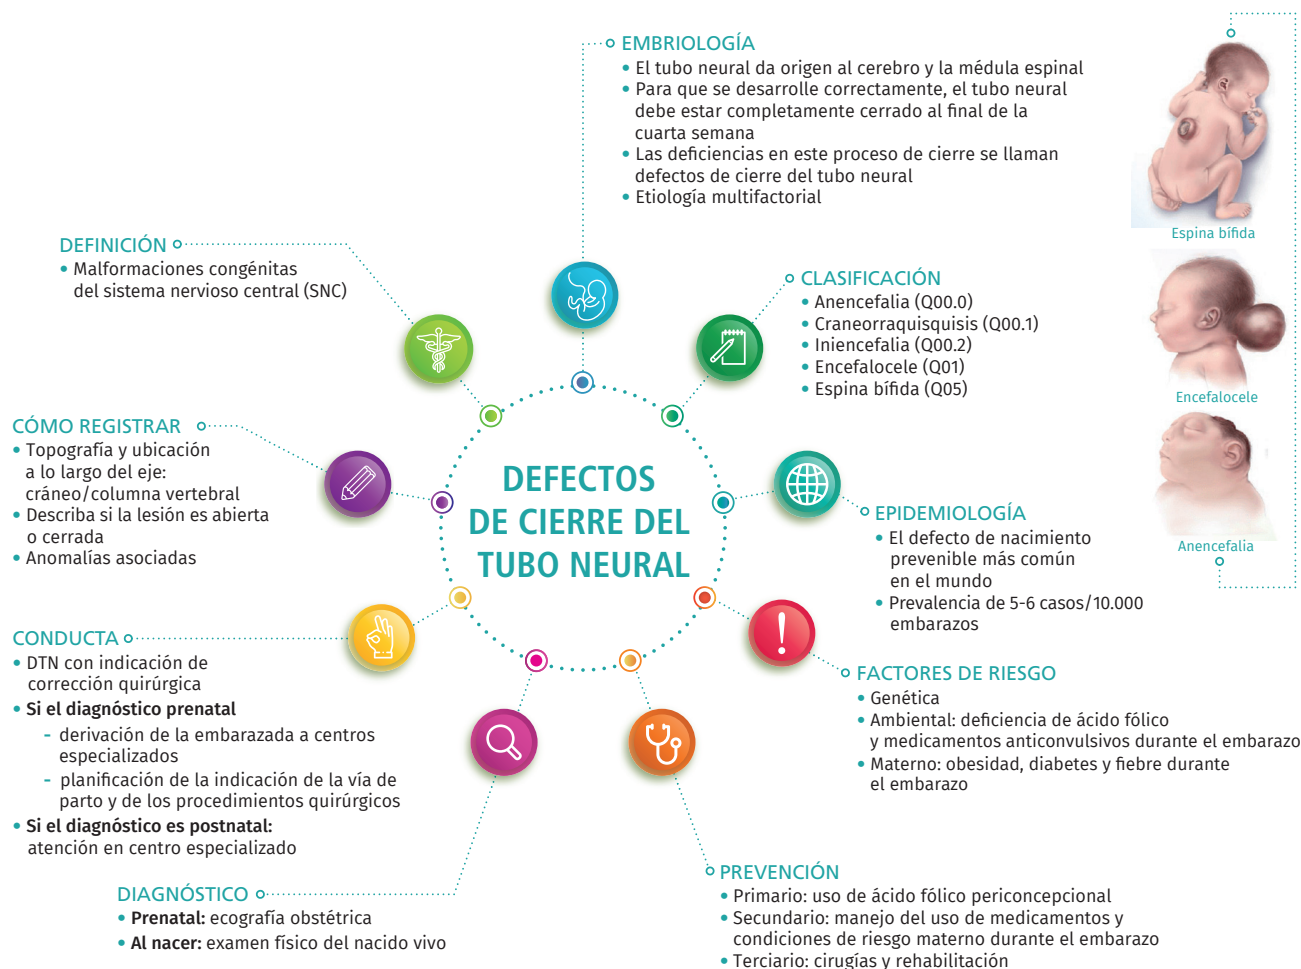 EMBRIOLOGÍA
• El tubo neural da origen al cerebro y la médula espinal
• Para que se desarrolle correctamente, el tubo neural
debe estar completamente cerrado al final de la
cuarta semana
• Las deficiencias en este proceso de cierre se llaman
defectos de cierre del tubo neural
• Etiología multifactorial
Espina bífida
Encefalocele
Anencefalia
DEFINICIÓN
• Malformaciones congénitas
del sistema nervioso central (SNC)
CLASIFICACIÓN
• Anencefalia (Q00.0)
• Craneorraquisquisis (Q00.1)
• Iniencefalia (Q00.2)
• Encefalocele (Q01)
• Espina bífida (Q05)
CÓMO REGISTRAR
• Topografía y ubicación
a lo largo del eje:
cráneo/columna vertebral
• Describa si la lesión es abierta
o cerrada
• Anomalías asociadas
DEFECTOS
DE CIERRE DEL
TUBO NEURAL
EPIDEMIOLOGÍA
• El defecto de nacimiento
prevenible más común
en el mundo
• Prevalencia de 5-6 casos/10.000
embarazos
CONDUCTA
• DTN con indicación de
corrección quirúrgica
• Si el diagnóstico prenatal
- derivación de la embarazada a centros
especializados
- planificación de la indicación de la vía de
parto y de los procedimientos quirúrgicos
• Si el diagnóstico es postnatal:
atención en centro especializado
FACTORES DE RIESGO
• Genética
• Ambiental: deficiencia de ácido fólico
y medicamentos anticonvulsivos durante el embarazo
• Materno: obesidad, diabetes y fiebre durante
el embarazo
DIAGNÓSTICO
• Prenatal: ecografía obstétrica
• Al nacer: examen físico del nacido vivo
PREVENCIÓN
• Primario: uso de ácido fólico periconcepcional
• Secundario: manejo del uso de medicamentos y
condiciones de riesgo materno durante el embarazo
• Terciario: cirugías y rehabilitación